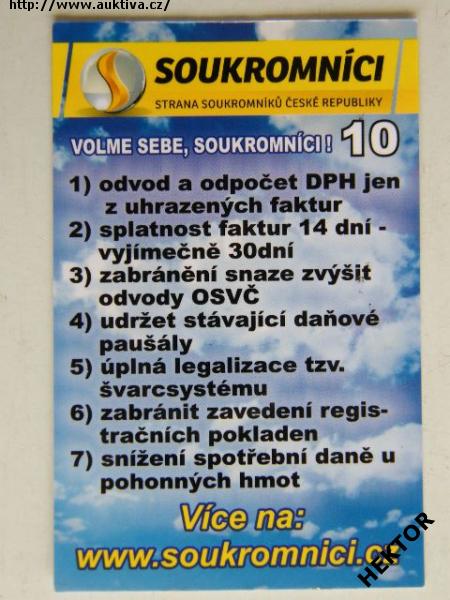 http://www.auktiva.cz/
SOUKROMNÍCI
STRANA SOUKROMNÍKŮ ČESKÉ REPUBLIKY
VOLME SEBE, SOUKROMNÍCI ! 10
1) odvod a odpočet DPH jen
z uhrazených faktur
2) splatnost faktur 14 dní -
vyjímečně 30dní
3) zabránění snaze zvýšit
odvody OSVČ
4) udržet stávající daňové
paušály
5) úplná legalizace tzv.
švarcsystému
6) zabránit zavedení regis-
tračních pokladen
7) snížení spotřební daně u
pohonných hmot
Více na:
www.soukromnici.cz
HEKTOR